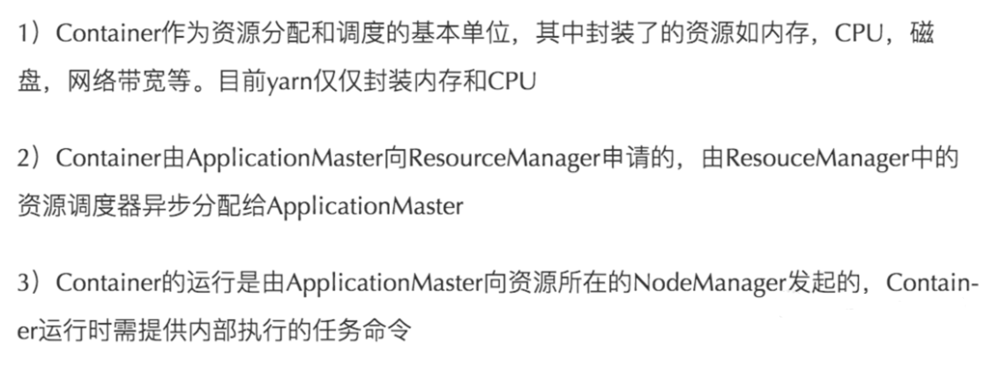 1）Container作为资源分配和调度的基本单位，其中封装了的资源如内存，CPU，磁
盘，网络带宽等。目前yarn仅仅封装内存和CPU
2）Container由ApplicationMaster向ResourceManager申请的，由ResouceManager中的
资源调度器异步分配给ApplicationMaster
3）Container的运行是由ApplicationMaster向资源所在的NodeManager发起的，Contain-
er运行时需提供内部执行的任务命令